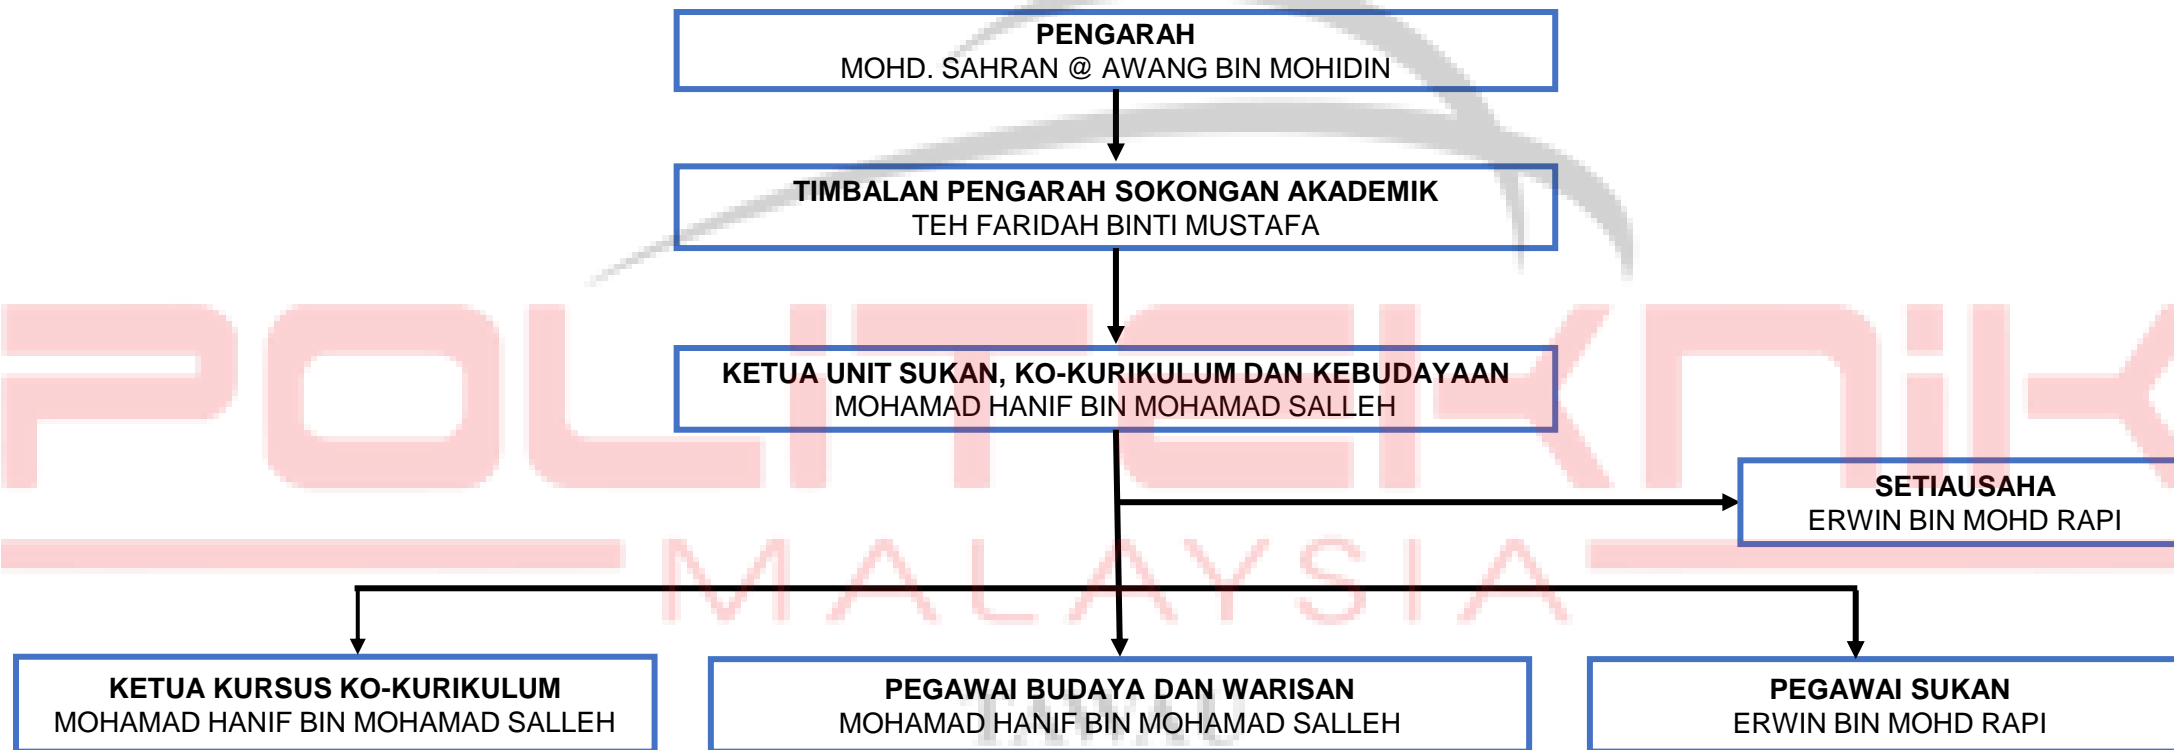 PENGARAH
MOHD. SAHRAN @ AWANG BIN MOHIDIN
TIMBALAN PENGARAH SOKONGAN AKADEMIK
TEH FARIDAH BINTI MUSTAFA
POLITEKNIK
KETUA UNIT SUKAN, KO-KURIKULUM DAN KEBUDAYAAN
MOHAMAD HANIF BIN MOHAMAD SALLEH
SETIAUSAHA
ERWIN BIN MOHD RAPI
MALAYSIA
KETUA KURSUS KO-KURIKULUM
MOHAMAD HANIF BIN MOHAMAD SALLEH
PEGAWAI BUDAYA DAN WARISAN
MOHAMAD HANIF BIN MOHAMAD SALLEH
TAWAU
PEGAWAI SUKAN
ERWIN BIN MOHD RAPI